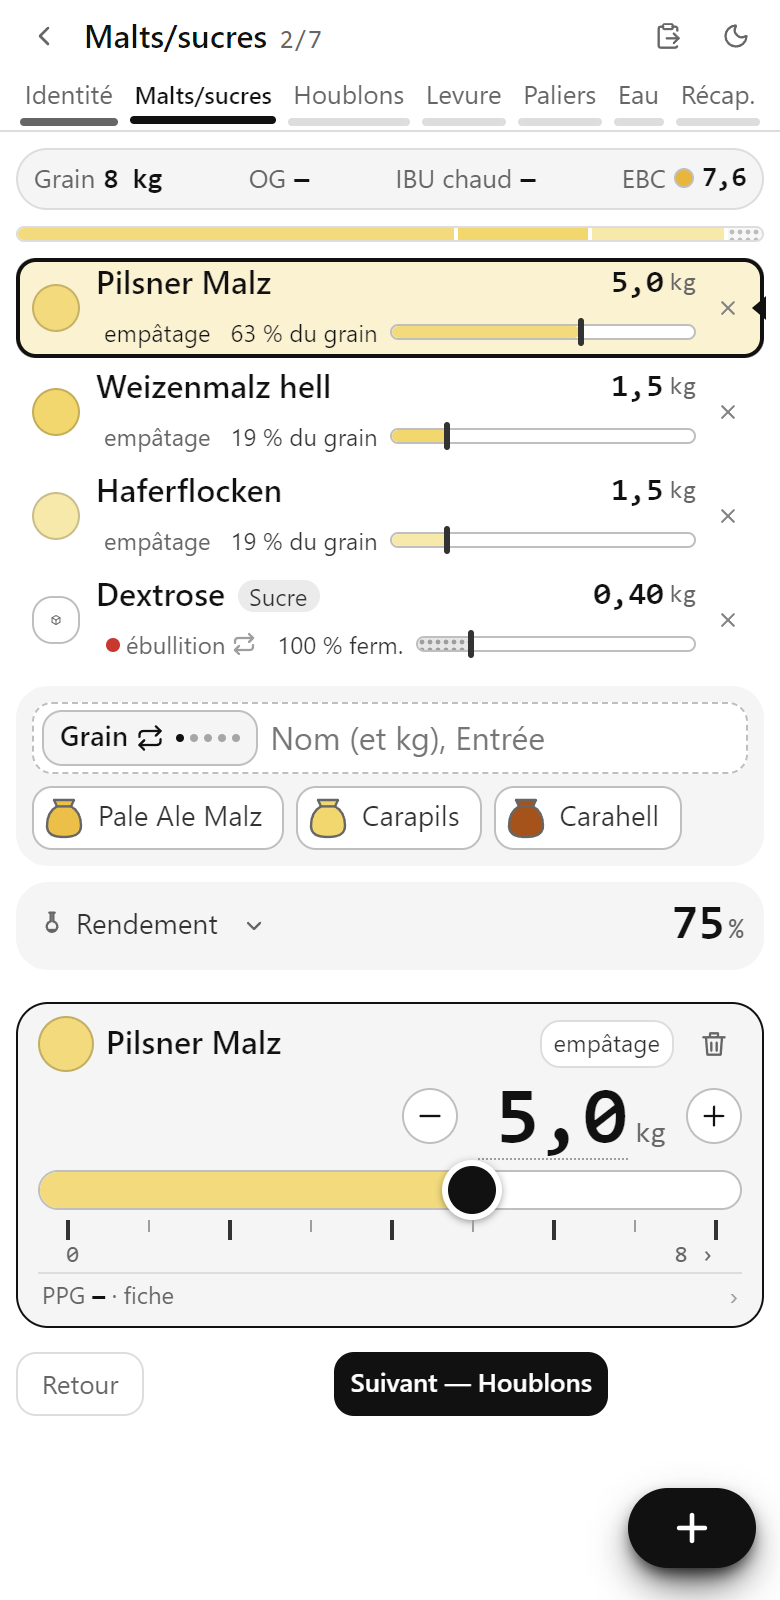 Malts/sucres 2/7
Identité Malts/sucres Houblons Levure Paliers Eau Récap.
Grain 8 kg OG – IBU chaud – EBC 7,6
Pilsner Malz 5,0 kg
empâtage 63 % du grain
Weizenmalz hell 1,5 kg
empâtage 19 % du grain
Haferflocken 1,5 kg
empâtage 19 % du grain
Dextrose Sucre 0,40 kg
ébullition 100 % ferm.
Grain Nom (et kg), Entrée
Pale Ale Malz Carapils Carahell
Rendement 75 %
Pilsner Malz empâtage
5,0 kg
0 8 ›
PPG – · fiche ›
Retour Suivant — Houblons